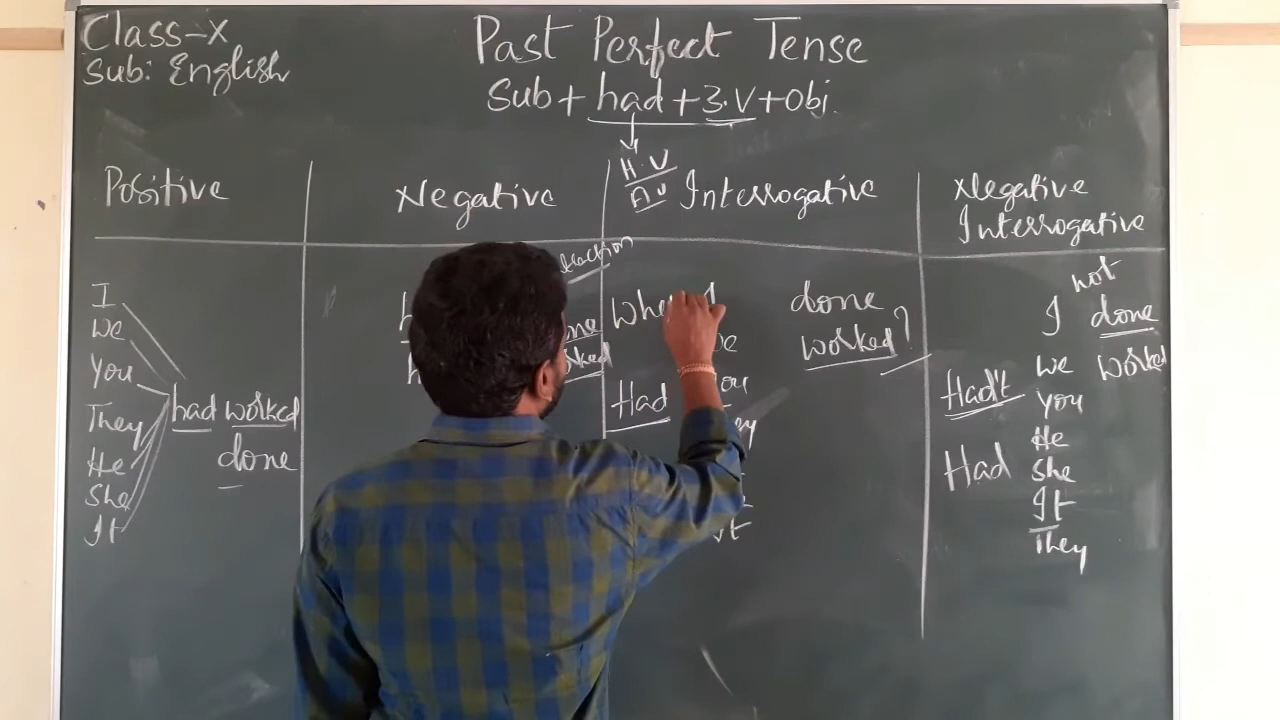 Class-X
Sub: English
Past Perfect Tense
Sub + had + 3.V + Obj.
H.V
A.V
Positive
Negative
Interrogative
Negative
Interrogative
I
We
You
They
He
She
It
had worked
done
done
worked?
Had
It
not
I done
We worked
Had't You
He
Had She
It
They